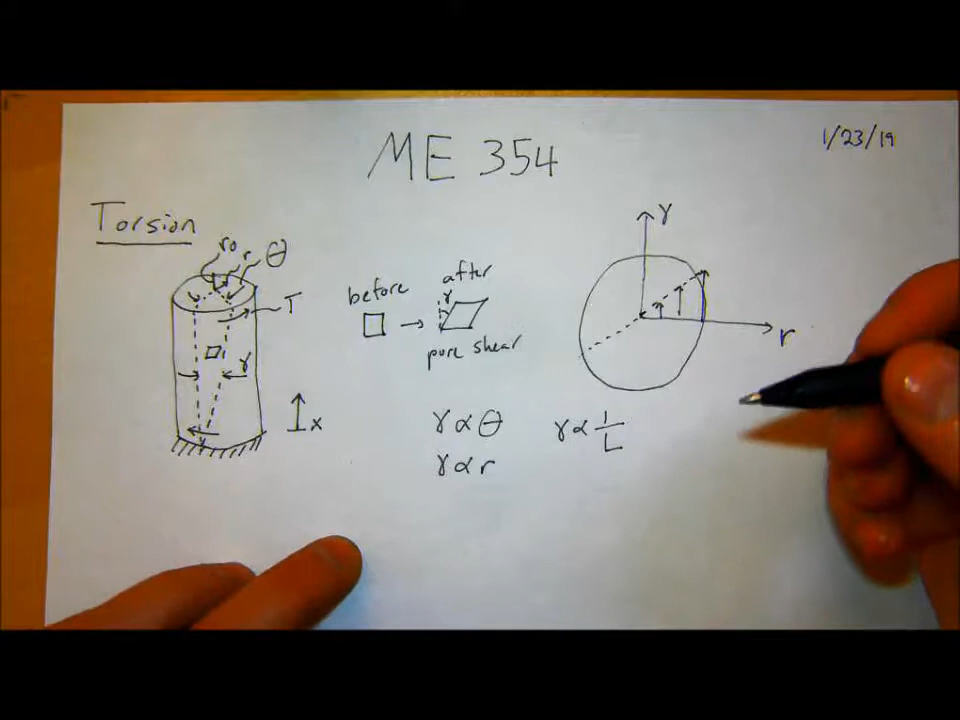 ME 354
1/23/19
Torsion
r₀
r
θ
T
γ
x
before
after
γ
pure shear
γ
r
γ ∝ θ
γ ∝ 1/L
γ ∝ r